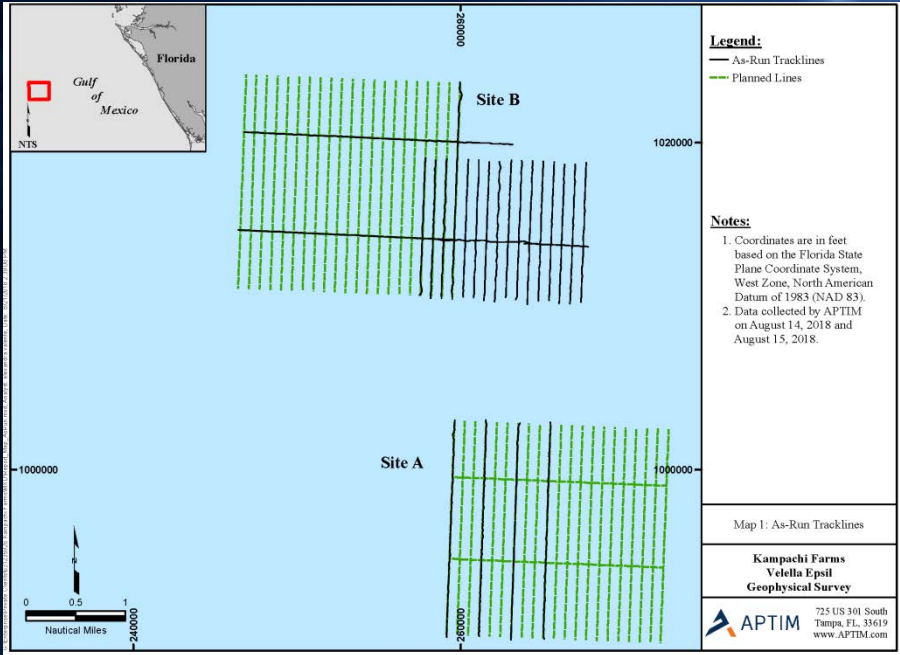 260000
Florida
Gulf
of
Mexico
NTS
Site B
1020000
Site A
1000000
1000000
N
0 0.5 1
Nautical Miles
240000
260000
Legend:
As-Run Tracklines
Planned Lines
Notes:
1. Coordinates are in feet
based on the Florida State
Plane Coordinate System,
West Zone, North American
Datum of 1983 (NAD 83).
2. Data collected by APTIM
on August 14, 2018 and
August 15, 2018.
Map 1: As-Run Tracklines
Kampachi Farms
Velella Epsil
Geophysical Survey
APTIM
725 US 301 South
Tampa, FL, 33619
www.APTIM.com